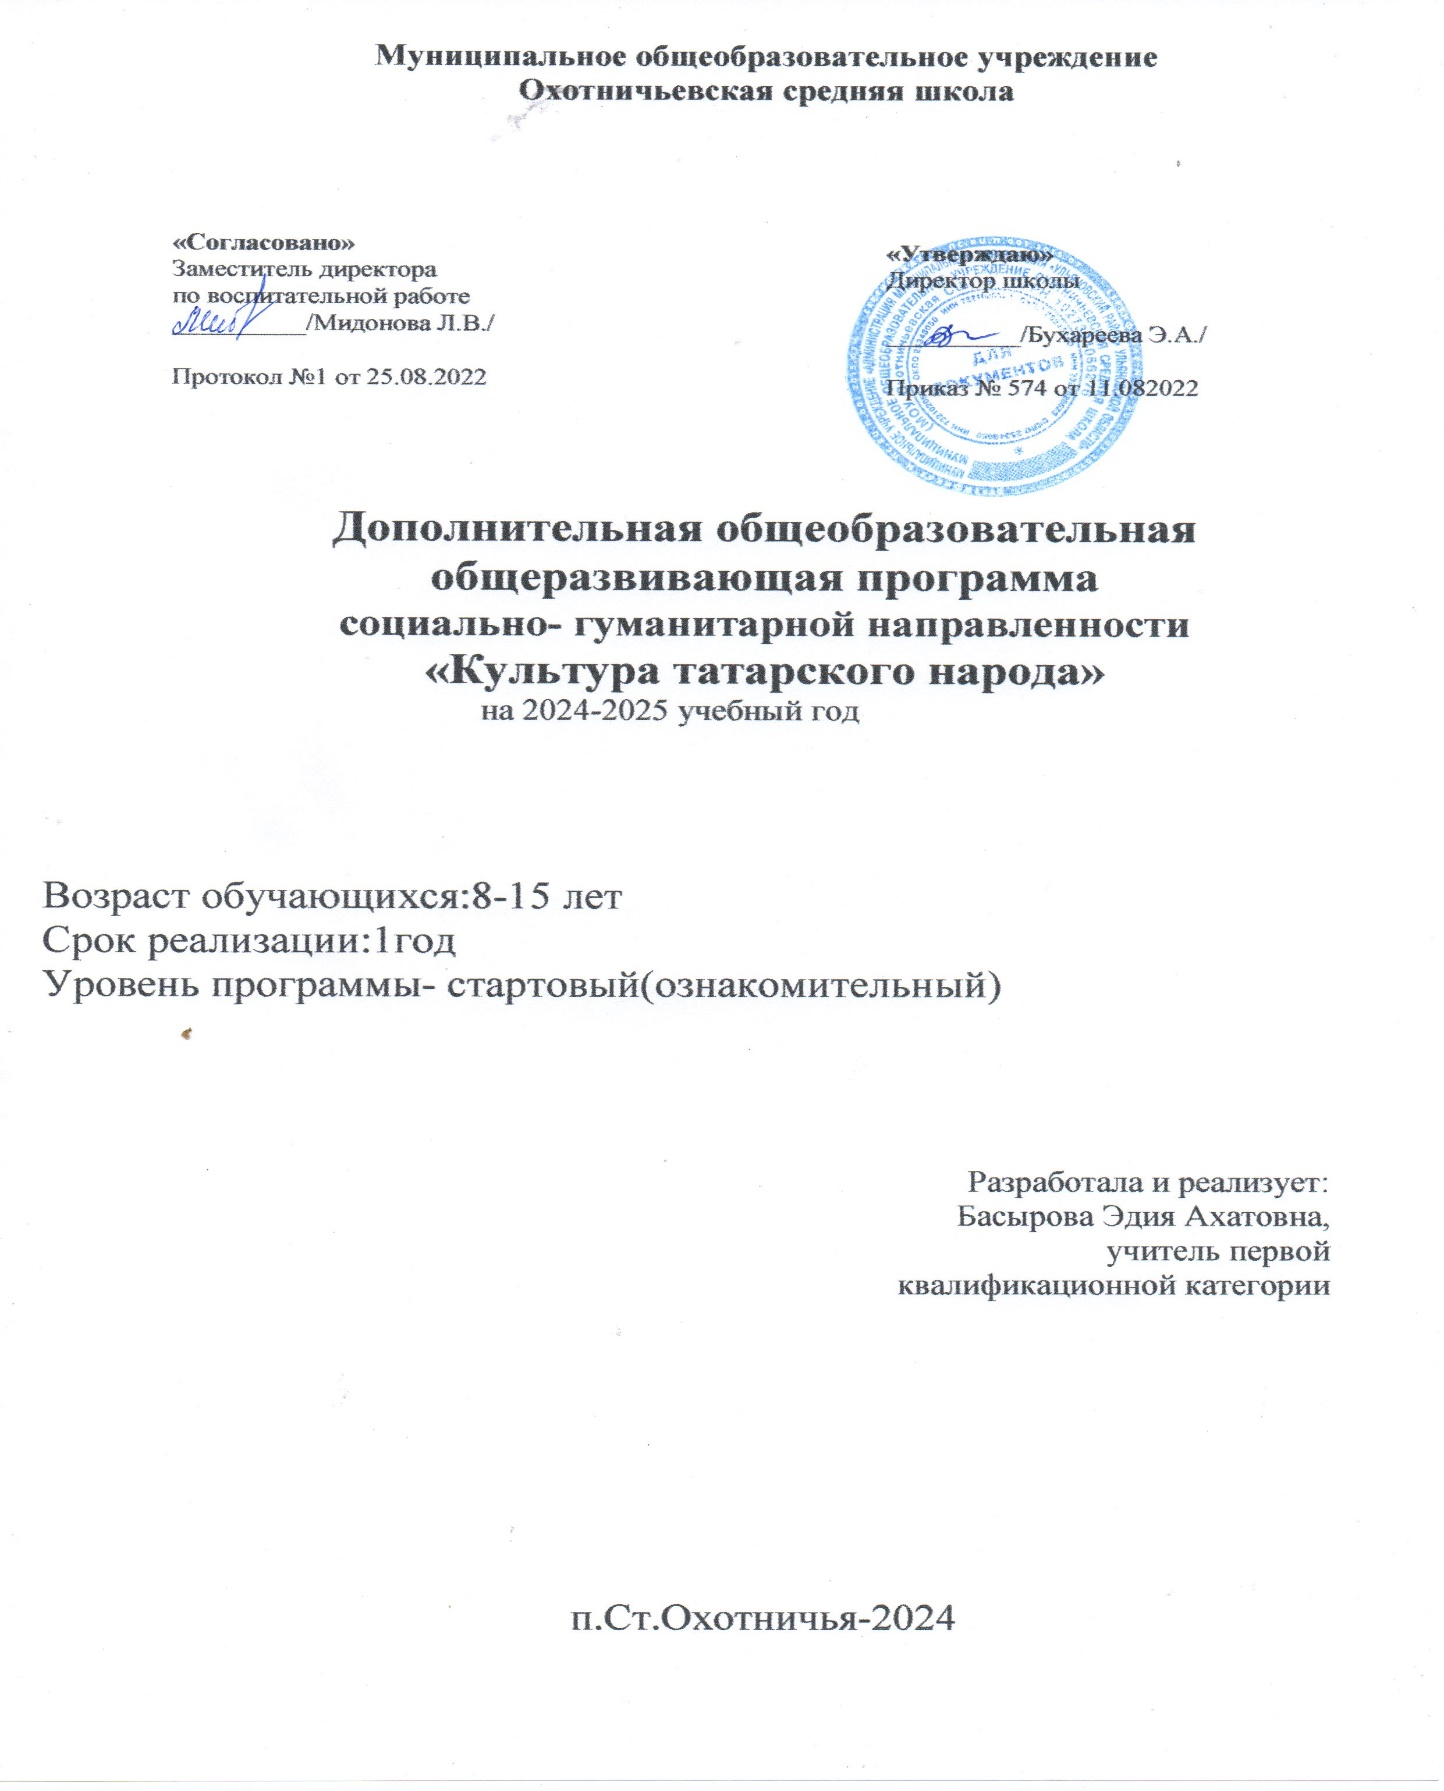 Муниципальное общеобразовательное учреждение
Охотничьевская средняя школа
«Согласовано»
Заместитель директора
по воспитательной работе
/Мидонова Л.В./
Протокол №1 от 25.08.2022
«Утверждаю»
Директор школы
/Бухареева Э.А./
Приказ № 574 от 11.082022
ДЛЯ
ДОКУМЕНТОВ
Дополнительная общеобразовательная
общеразвивающая программа
социально- гуманитарной направленности
«Культура татарского народа»
на 2024-2025 учебный год
Возраст обучающихся:8-15 лет
Срок реализации:1год
Уровень программы- стартовый(ознакомительный)
Разработала и реализует:
Басырова Эдия Ахатовна,
учитель первой
квалификационной категории
п.Ст.Охотничья-2024